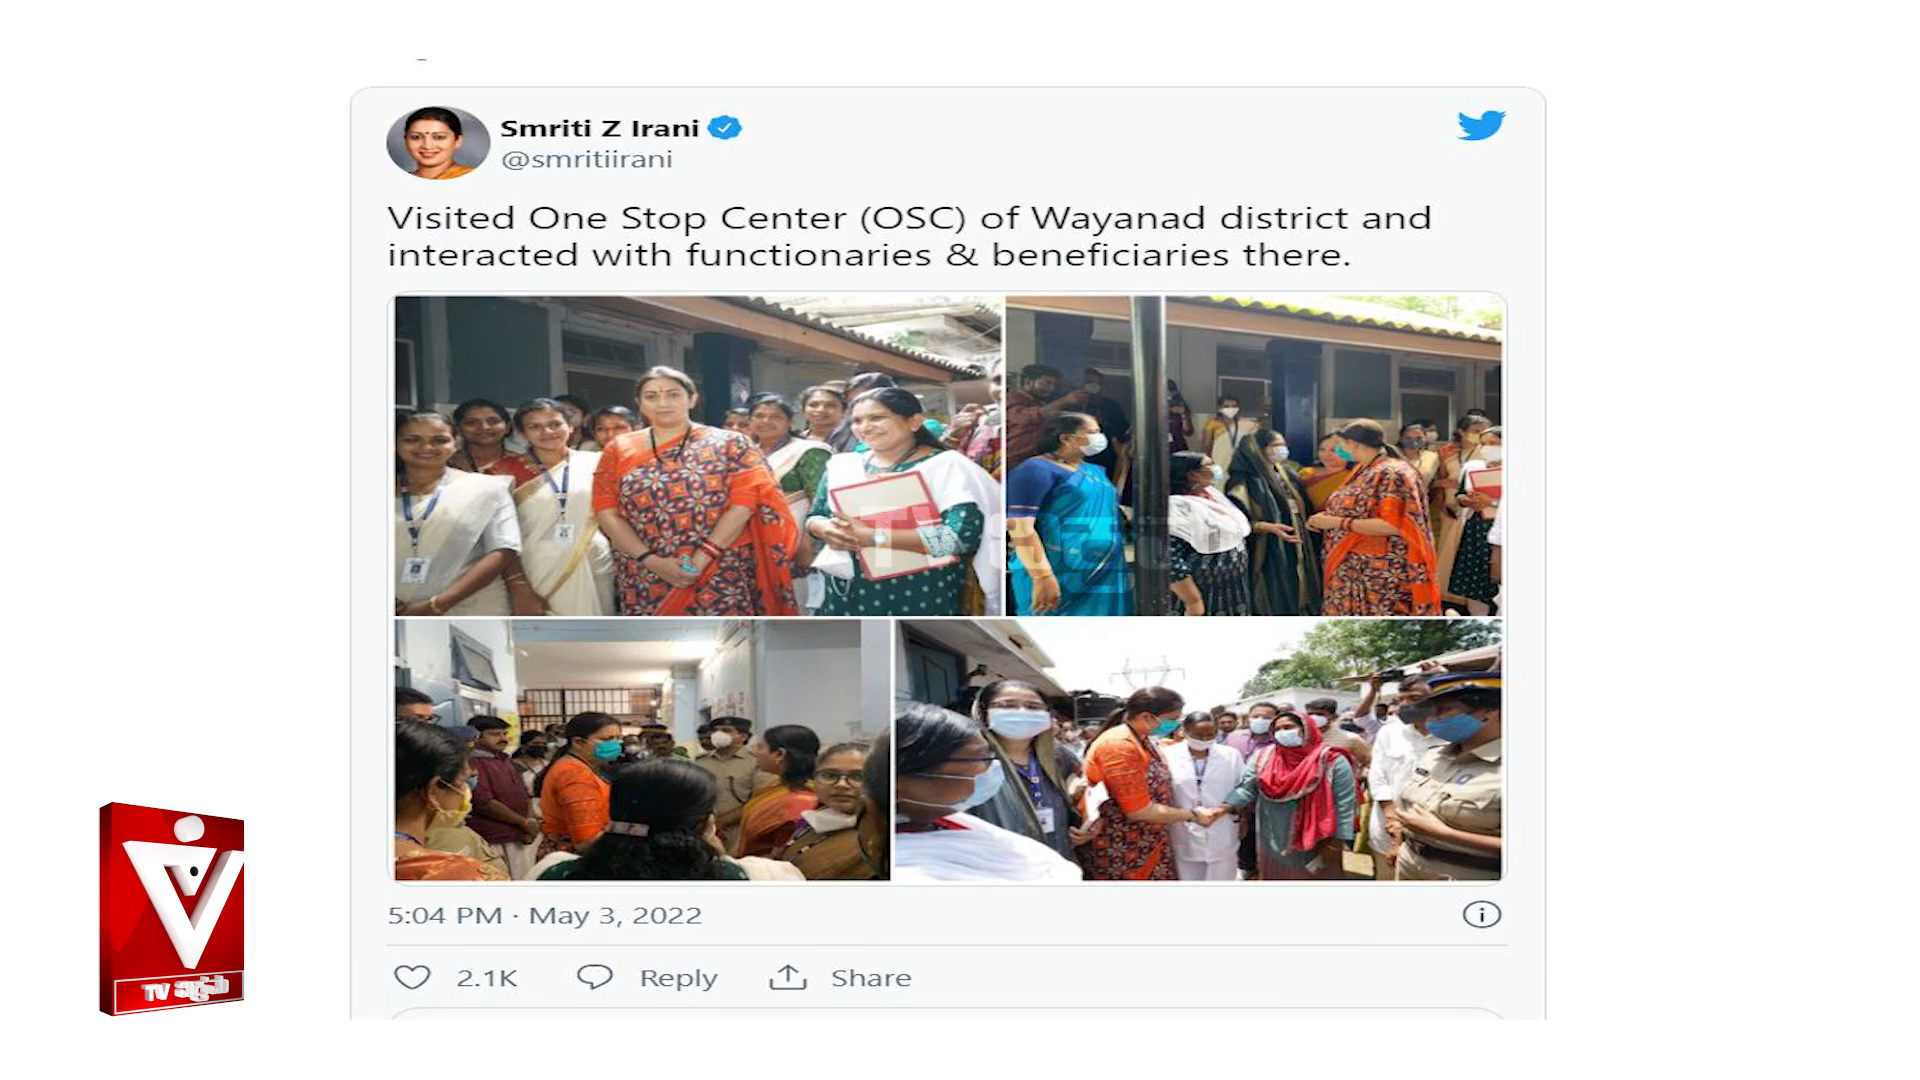 Smriti Z Irani
@smritiirani
Visited One Stop Center (OSC) of Wayanad district and
interacted with functionaries & beneficiaries there.
TV
5:04 PM · May 3, 2022
2.1K Reply Share
TV